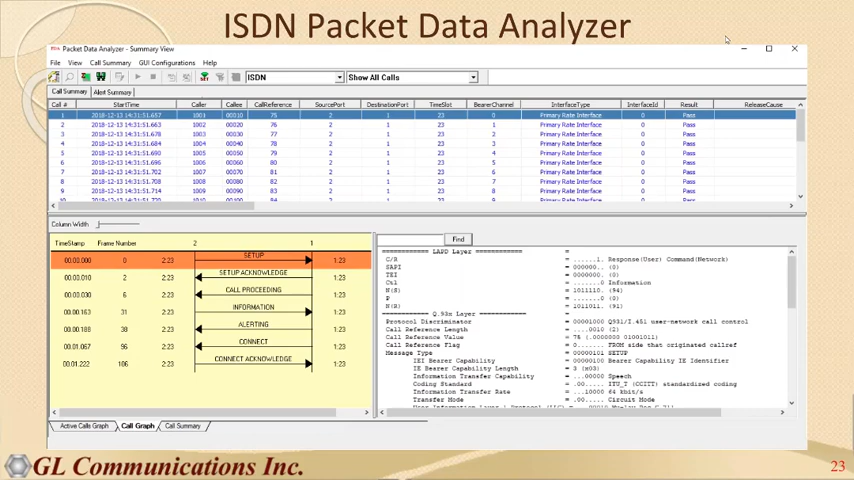 ISDN Packet Data Analyzer
Packet Data Analyzer - Summary View
File View Call Summary GUI Configurations Help
ISDN Show All Calls
Call Summary Alert Summary
Call # StartTime Caller Callee CallReference SourcePort DestinationPort TimeSlot BearerChannel InterfaceType InterfaceId Result ReleaseCause
1 2018-12-13 14:31:51.657 1001 00010 75 2 1 23 0 Primary Rate Interface 0 Pass
2 2018-12-13 14:31:51.665 1002 00020 76 2 1 23 1 Primary Rate Interface 0 Pass
3 2018-12-13 14:31:51.678 1003 00030 77 2 1 23 2 Primary Rate Interface 0 Pass
4 2018-12-13 14:31:51.684 1004 00040 78 2 1 23 3 Primary Rate Interface 0 Pass
5 2018-12-13 14:31:51.690 1005 00050 79 2 1 23 4 Primary Rate Interface 0 Pass
6 2018-12-13 14:31:51.696 1006 00060 80 2 1 23 5 Primary Rate Interface 0 Pass
7 2018-12-13 14:31:51.702 1007 00070 81 2 1 23 6 Primary Rate Interface 0 Pass
8 2018-12-13 14:31:51.708 1008 00080 82 2 1 23 7 Primary Rate Interface 0 Pass
9 2018-12-13 14:31:51.714 1009 00090 83 2 1 23 8 Primary Rate Interface 0 Pass
Column Width
TimeStamp Frame Number 2 1
00.00.000 0 2:23 SETUP 1:23
00.00.010 2 2:23 SETUP ACKNOWLEDGE 1:23
00.00.030 6 2:23 CALL PROCEEDING 1:23
00.00.163 31 2:23 INFORMATION 1:23
00.00.188 38 2:23 ALERTING 1:23
00.01.067 96 2:23 CONNECT 1:23
00.01.222 106 2:23 CONNECT ACKNOWLEDGE 1:23
Find
============ LAPD Layer ============ =
C/R = ......1. Response(User) Command(Network)
SAPI = 000000.. (0)
TEI = 0000000. (0)
Ctl = .......0 Information
N(S) = 1011110. (94)
P = .......0 (0)
N(R) = 1011101. (93)
============ Q.93x Layer ============ =
Protocol Discriminator = 00001000 Q931/I.451 user-network call control
Call Reference Length = ....0010 (2)
Call Reference Value = 75 (.0000000 01001011)
Call Reference Flag = 0....... FROM side that originated callref
Message Type = 00000101 SETUP
IEI Bearer Capability = 00000100 Bearer Capability IE Identifier
IE Bearer Capability = 3 (x03)
Information Transfer Capability = ...00000 Speech
Coding Standard = .00..... ITU_T (CCITT) standardized coding
Information Transfer Rate = ...10000 64 kbit/s
Transfer Mode = .00..... Circuit Mode
Active Calls Graph Call Graph Call Summary
GL Communications Inc.
23